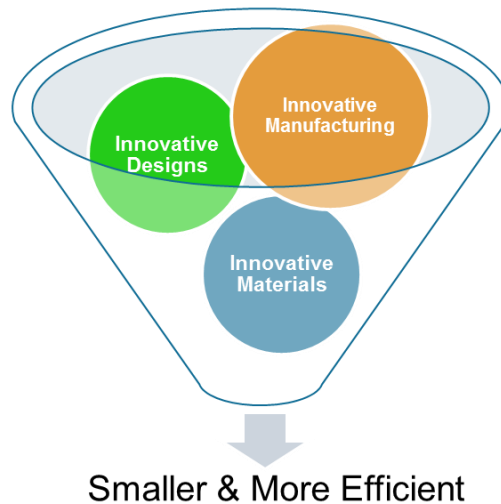 Innovative
Manufacturing
Innovative
Designs
Innovative
Materials
Smaller & More Efficient